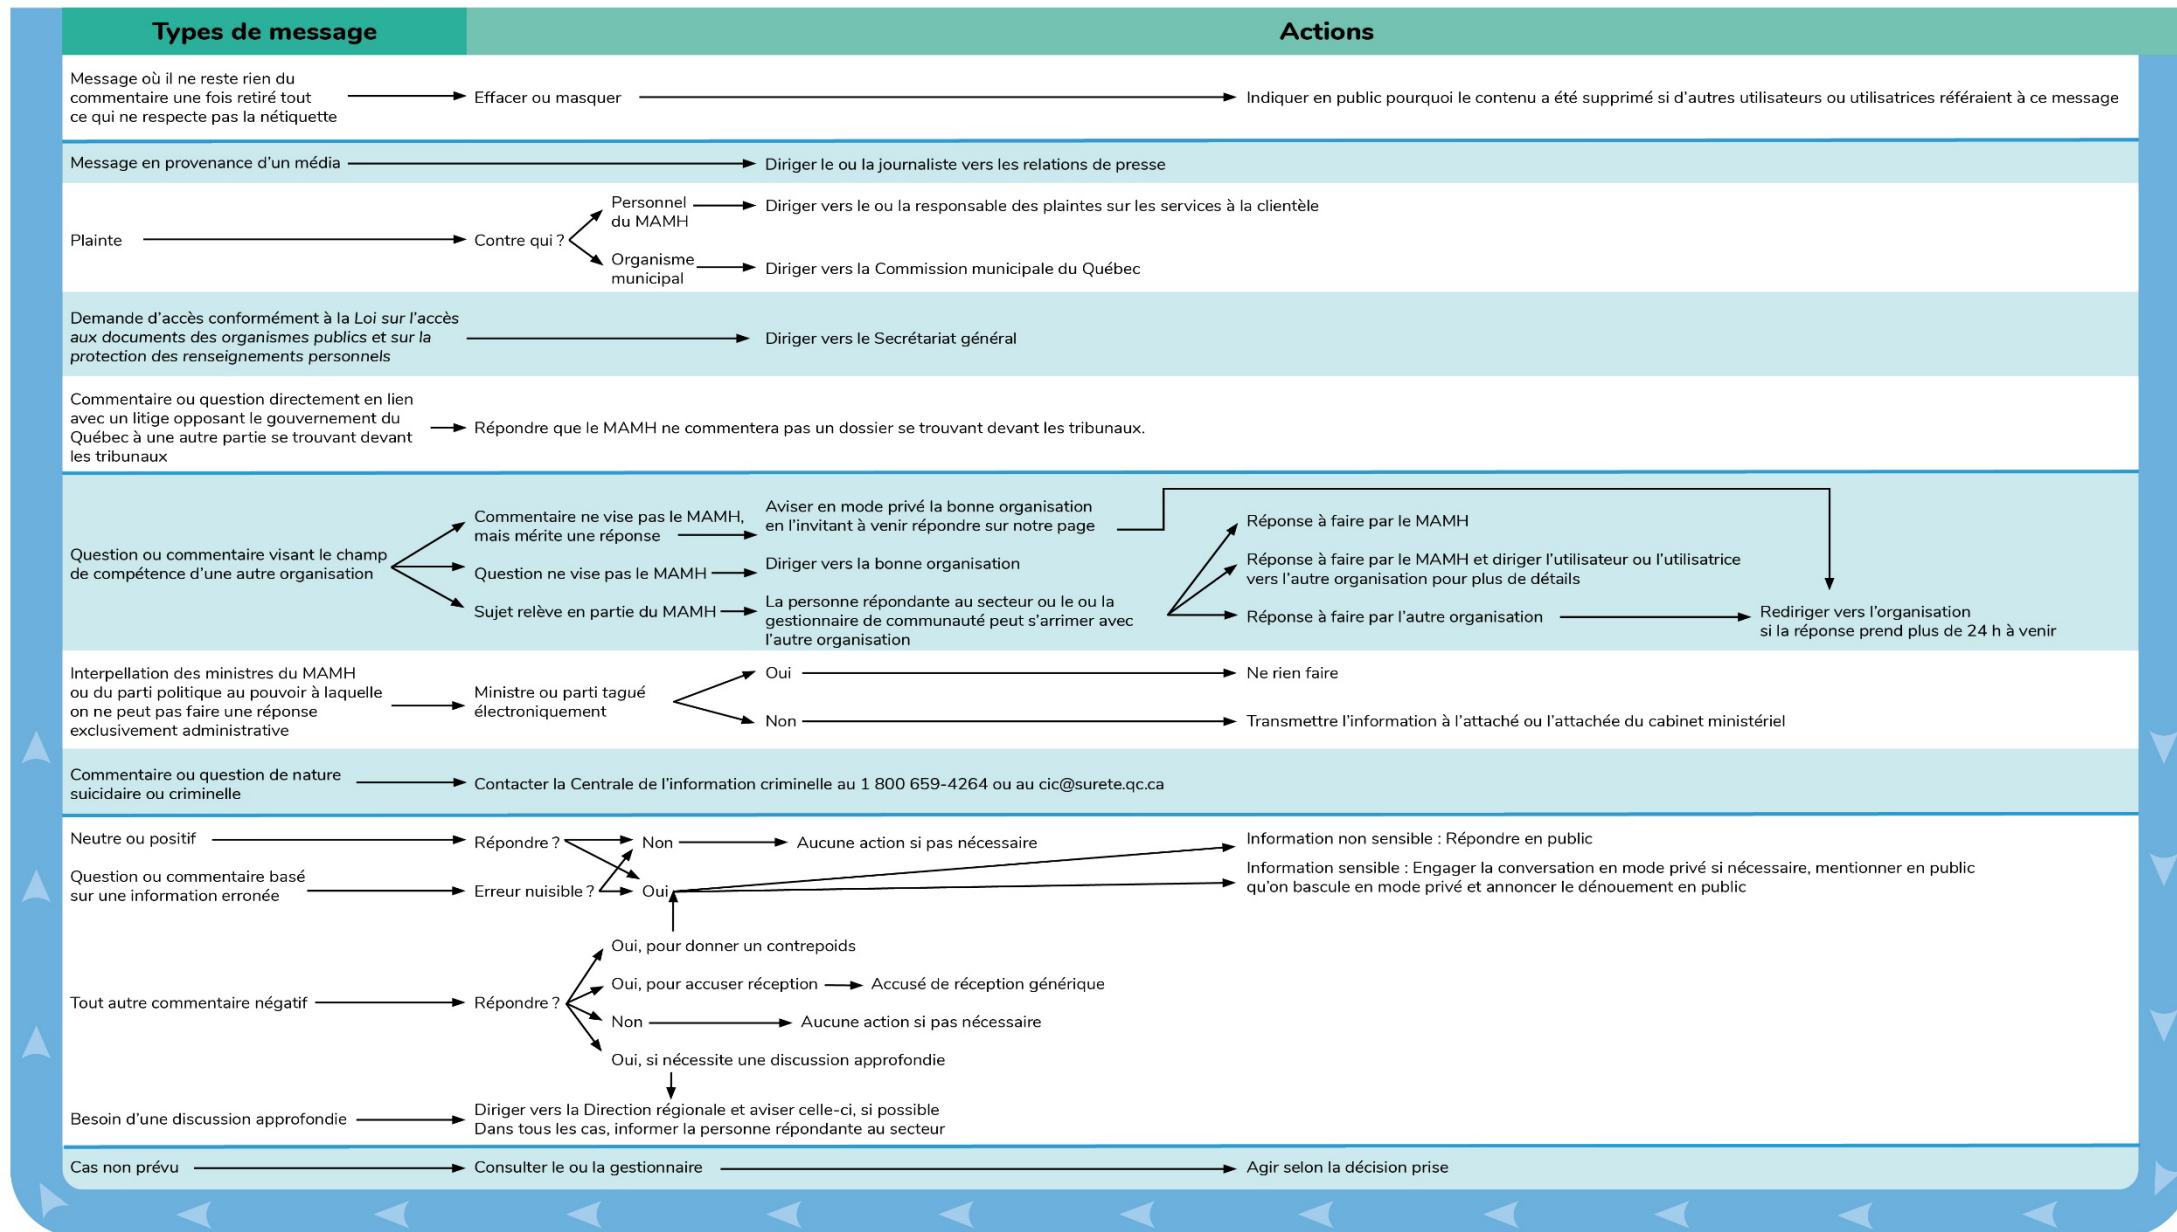 Types de message
Actions
Message où il ne reste rien du
commentaire une fois retiré tout
ce qui ne respecte pas la nétiquette
Effacer ou masquer
Indiquer en public pourquoi le contenu a été supprimé si d'autres utilisateurs ou utilisatrices référaient à ce message
Message en provenance d'un média
Diriger le ou la journaliste vers les relations de presse
Plainte
Contre qui ?
Personnel
du MAMH
Diriger vers le ou la responsable des plaintes sur les services à la clientèle
Organisme
municipal
Diriger vers la Commission municipale du Québec
Demande d'accès conformément à la Loi sur l'accès
aux documents des organismes publics et sur la
protection des renseignements personnels
Diriger vers le Secrétariat général
Commentaire ou question directement en lien
avec un litige opposant le gouvernement du
Québec à une autre partie se trouvant devant
les tribunaux
Répondre que le MAMH ne commentera pas un dossier se trouvant devant les tribunaux.
Question ou commentaire visant le champ
de compétence d'une autre organisation
Commentaire ne vise pas le MAMH,
mais mérite une réponse
Aviser en mode privé la bonne organisation
en l'invitant à venir répondre sur notre page
Question ne vise pas le MAMH
Diriger vers la bonne organisation
Sujet relève en partie du MAMH
La personne répondante au secteur ou le ou la
gestionnaire de communauté peut s'arrimer avec
l'autre organisation
Réponse à faire par le MAMH
Réponse à faire par le MAMH et diriger l'utilisateur ou l'utilisatrice
vers l'autre organisation pour plus de détails
Réponse à faire par l'autre organisation
Rediriger vers l'organisation
si la réponse prend plus de 24 h à venir
Interpellation des ministres du MAMH
ou du parti politique au pouvoir à laquelle
on ne peut pas faire une réponse
exclusivement administrative
Ministre ou parti tagué
électroniquement
Oui
Ne rien faire
Non
Transmettre l'information à l'attaché ou l'attachée du cabinet ministériel
Commentaire ou question de nature
suicidaire ou criminelle
Contacter la Centrale de l'information criminelle au 1 800 659-4264 ou au cic@surete.qc.ca
Neutre ou positif
Répondre ?
Non
Aucune action si pas nécessaire
Information non sensible : Répondre en public
Question ou commentaire basé
sur une information erronée
Erreur nuisible ?
Oui
Information sensible : Engager la conversation en mode privé si nécessaire, mentionner en public
qu'on bascule en mode privé et annoncer le dénouement en public
Tout autre commentaire négatif
Répondre ?
Oui, pour donner un contrepoids
Oui, pour accuser réception
Accusé de réception générique
Non
Aucune action si pas nécessaire
Oui, si nécessite une discussion approfondie
Besoin d'une discussion approfondie
Diriger vers la Direction régionale et aviser celle-ci, si possible
Dans tous les cas, informer la personne répondante au secteur
Cas non prévu
Consulter le ou la gestionnaire
Agir selon la décision prise